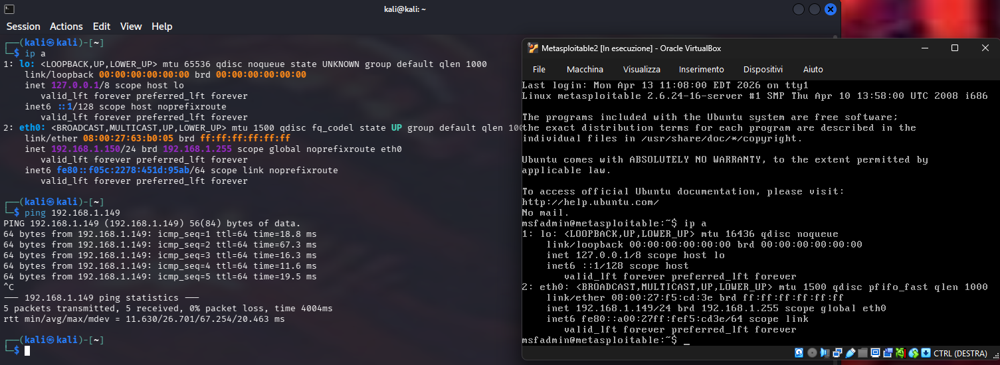 kali@kali: ~
Session Actions Edit View Help
┌──(kali㉿kali)-[~]
└─$ ip a
1: lo: <LOOPBACK,UP,LOWER_UP> mtu 65536 qdisc noqueue state UNKNOWN group default qlen 1000
    link/loopback 00:00:00:00:00:00 brd 00:00:00:00:00:00
    inet 127.0.0.1/8 scope host lo
       valid_lft forever preferred_lft forever
    inet6 ::1/128 scope host noprefixroute
       valid_lft forever preferred_lft forever
2: eth0: <BROADCAST,MULTICAST,UP,LOWER_UP> mtu 1500 qdisc fq_codel state UP group default qlen 100
    link/ether 08:00:27:63:b0:05 brd ff:ff:ff:ff:ff:ff
    inet 192.168.1.150/24 brd 192.168.1.255 scope global noprefixroute eth0
       valid_lft forever preferred_lft forever
    inet6 fe80::f05c:2278:451d:95ab/64 scope link noprefixroute
       valid_lft forever preferred_lft forever
┌──(kali㉿kali)-[~]
└─$ ping 192.168.1.149
PING 192.168.1.149 (192.168.1.149) 56(84) bytes of data.
64 bytes from 192.168.1.149: icmp_seq=1 ttl=64 time=18.8 ms
64 bytes from 192.168.1.149: icmp_seq=2 ttl=64 time=67.3 ms
64 bytes from 192.168.1.149: icmp_seq=3 ttl=64 time=16.3 ms
64 bytes from 192.168.1.149: icmp_seq=4 ttl=64 time=11.6 ms
64 bytes from 192.168.1.149: icmp_seq=5 ttl=64 time=19.5 ms
^C
--- 192.168.1.149 ping statistics ---
5 packets transmitted, 5 received, 0% packet loss, time 4004ms
rtt min/avg/max/mdev = 11.630/26.701/67.254/20.463 ms
┌──(kali㉿kali)-[~]
└─$
Metasploitable2 [In esecuzione] - Oracle VirtualBox
File Macchina Visualizza Inserimento Dispositivi Aiuto
Last login: Mon Apr 13 11:08:00 EDT 2026 on tty1
Linux metasploitable 2.6.24-16-server #1 SMP Thu Apr 10 13:58:00 UTC 2008 i686
The programs included with the Ubuntu system are free software;
the exact distribution terms for each program are described in the
individual files in /usr/share/doc/*/copyright.
Ubuntu comes with ABSOLUTELY NO WARRANTY, to the extent permitted by
applicable law.
To access official Ubuntu documentation, please visit:
http://help.ubuntu.com/
No mail.
msfadmin@metasploitable:~$ ip a
1: lo: <LOOPBACK,UP,LOWER_UP> mtu 16436 qdisc noqueue
    link/loopback 00:00:00:00:00:00 brd 00:00:00:00:00:00
    inet 127.0.0.1/8 scope host lo
    inet6 ::1/128 scope host
       valid_lft forever preferred_lft forever
2: eth0: <BROADCAST,MULTICAST,UP,LOWER_UP> mtu 1500 qdisc pfifo_fast qlen 1000
    link/ether 08:00:27:f5:cd:3e brd ff:ff:ff:ff:ff:ff
    inet 192.168.1.149/24 brd 192.168.1.255 scope global eth0
    inet6 fe80::a00:27ff:fef5:cd3e/64 scope link
       valid_lft forever preferred_lft forever
msfadmin@metasploitable:~$ _
CTRL (DESTRA)